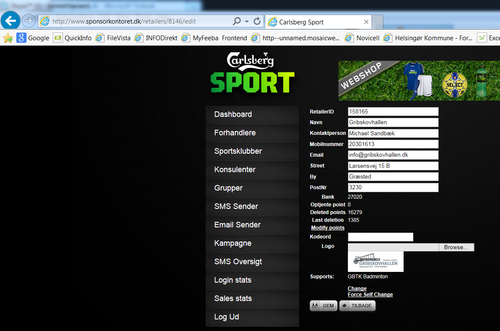 http://www.sponsorkontoret.dk/retailers/8146/edit
Carlsberg Sport
Google
QuickInfo
FileVista
INFODirekt
MyFeeba
Frontend
http--unnamed.mosaicwe...
Novicell
Helsingør Kommune - For...
Exce
Carlsberg
SPORT
WEBSHOP
SELECT
Dashboard
Forhandlere
Sportsklubber
Konsulenter
Grupper
SMS Sender
Email Sender
Kampagne
SMS Oversigt
Login stats
Sales stats
Log Ud
RetailerID 158165
Navn Gribskovhallen
Kontaktperson Michael Sandbæk
Mobilnummer 20301613
Email info@gribskovhallen.dk
Street Larsensvej 15 B
By Græsted
PostNr 3230
Bank 27020
Optjente point 0
Deleted points 16279
Last deletion 1385
Modify points
Kodeord
Logo Browse...
GRIBSKOVHALLEN
Supports: GBTK Badminton
Change
Force Self Change
GEM
TILBAGE